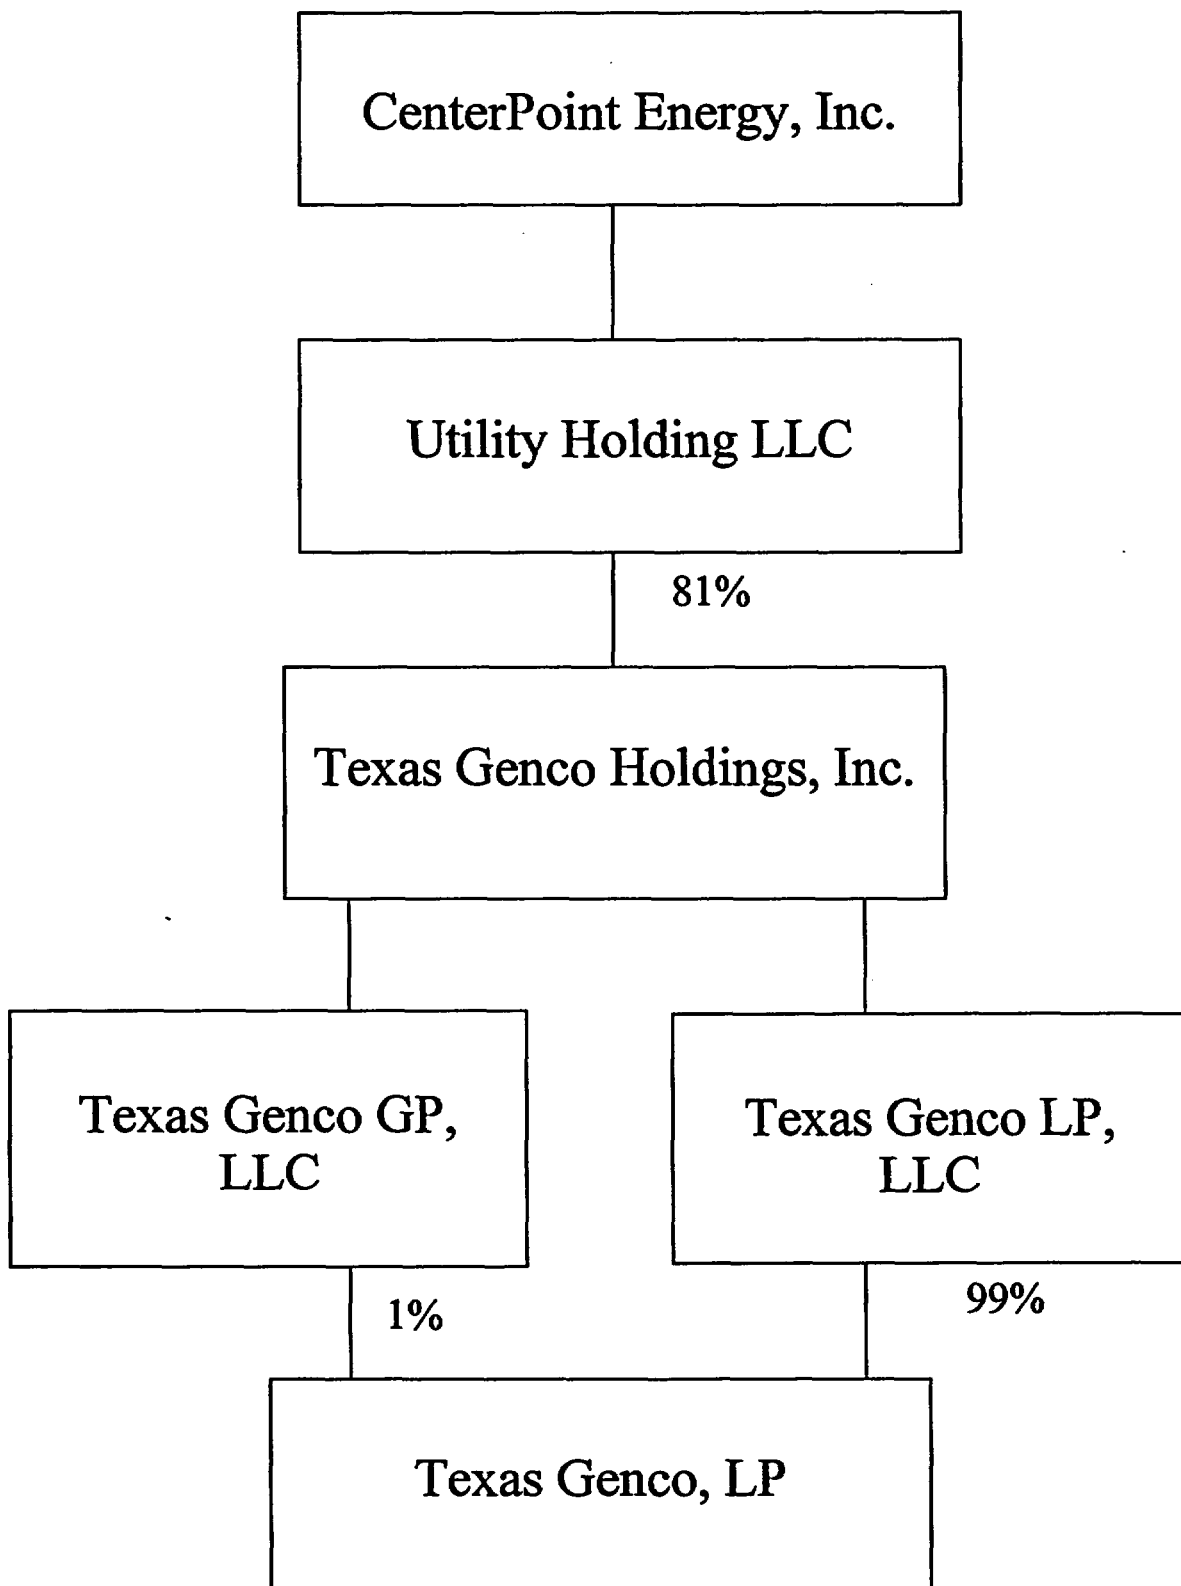 CenterPoint Energy, Inc.
Utility Holding LLC
81%
Texas Genco Holdings, Inc.
Texas Genco GP,
LLC
Texas Genco LP,
LLC
1%
99%
Texas Genco, LP